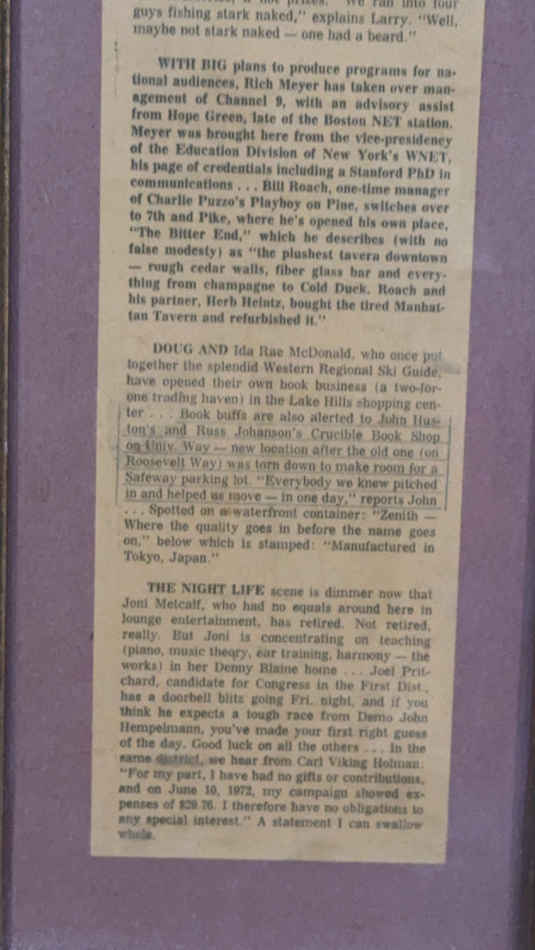 guys fishing stark naked," explains Larry. "Well,
maybe not stark naked — one had a beard."
WITH BIG plans to produce programs for na-
tional audiences, Rich Meyer has taken over man-
agement of Channel 9, with an advisory assist
from Hope Green, late of the Boston NET station.
Meyer was brought here from the vice-presidency
of the Education Division of New York's WNET,
his page of credentials including a Stanford PhD in
communications . . . Bill Roach, one-time manager
of Charlie Puzzo's Playboy on Pine, switches over
to 7th and Pike, where he's opened his own place,
"The Bitter End," which he describes (with no
false modesty) as "the plushest tavern downtown
— rough cedar walls, fiber glass bar and every-
thing from champagne to Cold Duck. Roach and
his partner, Herb Heintz, bought the tired Manhat-
tan Tavern and refurbished it."
DOUG AND Ida Rae McDonald, who once put
together the splendid Western Regional Ski Guide,
have opened their own book business (a two-for-
one trading haven) in the Lake Hills shopping cen-
ter . . . Book buffs are also alerted to John Hus-
ton's and Russ Johanson's Crucible Book Shop
on Univ. Way — new location after the old one (on
Roosevelt Way) was torn down to make room for a
Safeway parking lot. "Everybody we knew pitched
in and helped us move — in one day," reports John
. . . Spotted on a waterfront container: "Zenith —
Where the quality goes in before the name goes
on," below which is stamped: "Manufactured in
Tokyo, Japan."
THE NIGHT LIFE scene is dimmer now that
Joni Metcalf, who had no equals around here in
lounge entertainment, has retired. Not retired,
really. But Joni is concentrating on teaching
(piano, music theory, ear training, harmony — the
works) in her Denny Blaine home . . . Joel Prit-
chard, candidate for Congress in the First Dist.,
has a doorbell blitz going Fri. night, and if you
think he expects a tough race from Demo John
Hempelmann, you've made your first right guess
of the day. Good luck on all the others . . . In the
same district, we hear from Carl Viking Holman:
"For my part, I have had no gifts or contributions,
and on June 10, 1972, my campaign showed ex-
penses of $29.76. I therefore have no obligations to
any special interest." A statement I can swallow
whole.